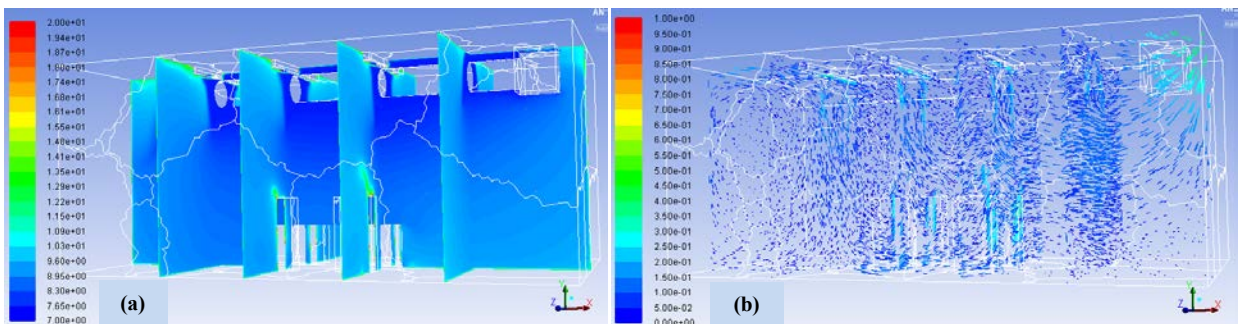 2.00e+01
1.94e+01
1.87e+01
1.80e+01
1.74e+01
1.68e+01
1.61e+01
1.55e+01
1.48e+01
1.41e+01
1.35e+01
1.29e+01
1.22e+01
1.15e+01
1.09e+01
1.03e+01
9.60e+00
8.95e+00
8.30e+00
7.65e+00
7.00e+00
(a)
Y
Z
X
AN
1.00e+00
9.50e-01
9.00e-01
8.50e-01
8.00e-01
7.50e-01
7.00e-01
6.50e-01
6.00e-01
5.50e-01
5.00e-01
4.50e-01
4.00e-01
3.50e-01
3.00e-01
2.50e-01
2.00e-01
1.50e-01
1.00e-01
5.00e-02
0.00e+00
(b)
Y
Z
X
AN